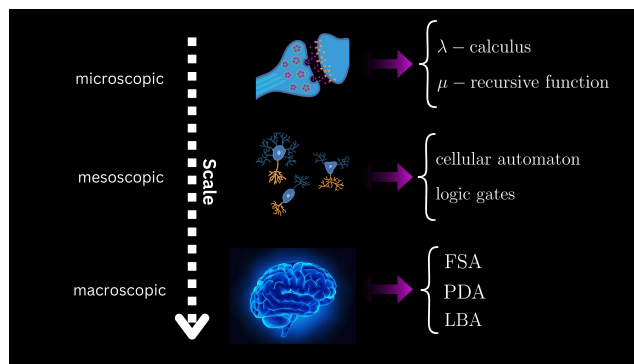 microscopic
λ − calculus
μ − recursive function
mesoscopic
Scale
cellular automaton
logic gates
macroscopic
FSA
PDA
LBA